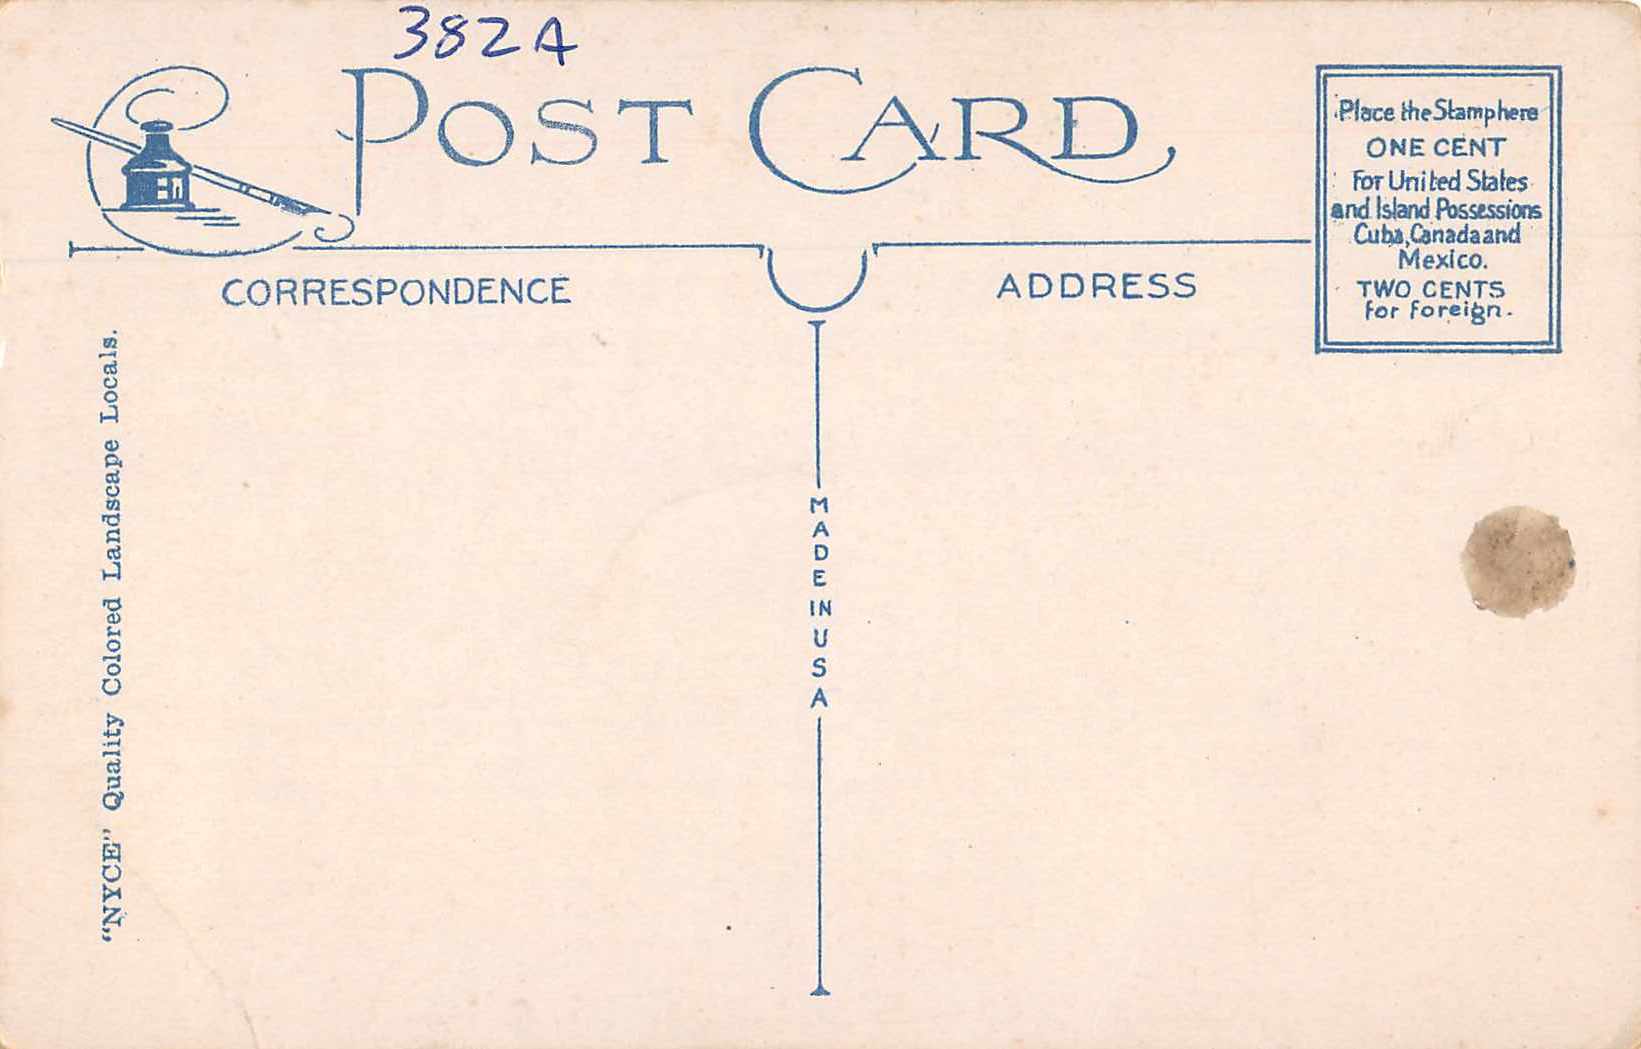 382A
POST CARD
Place the Stamp here
ONE CENT
For United States
and Island Possessions
Cuba, Canada and
Mexico.
TWO CENTS
for foreign.
CORRESPONDENCE
ADDRESS
MADE IN USA
"NYCE" Quality Colored Landscape Locals.